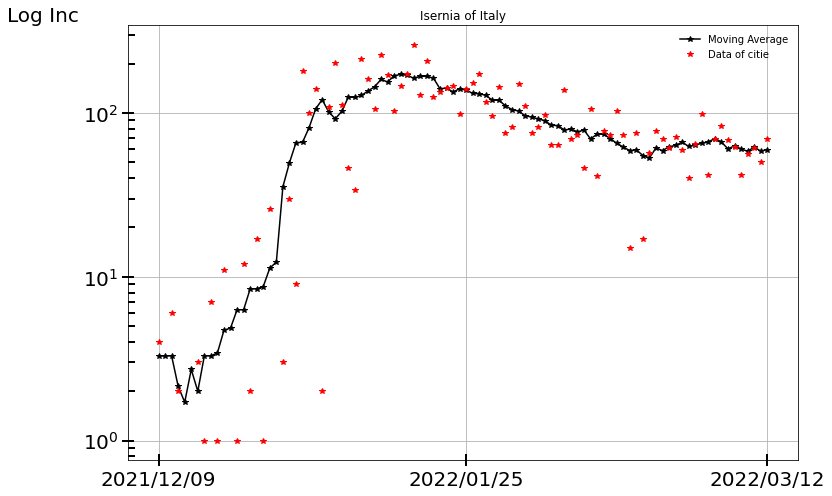 Log Inc
Isernia of Italy
Moving Average
Data of citie
10²
10¹
10⁰
2021/12/09
2022/01/25
2022/03/12